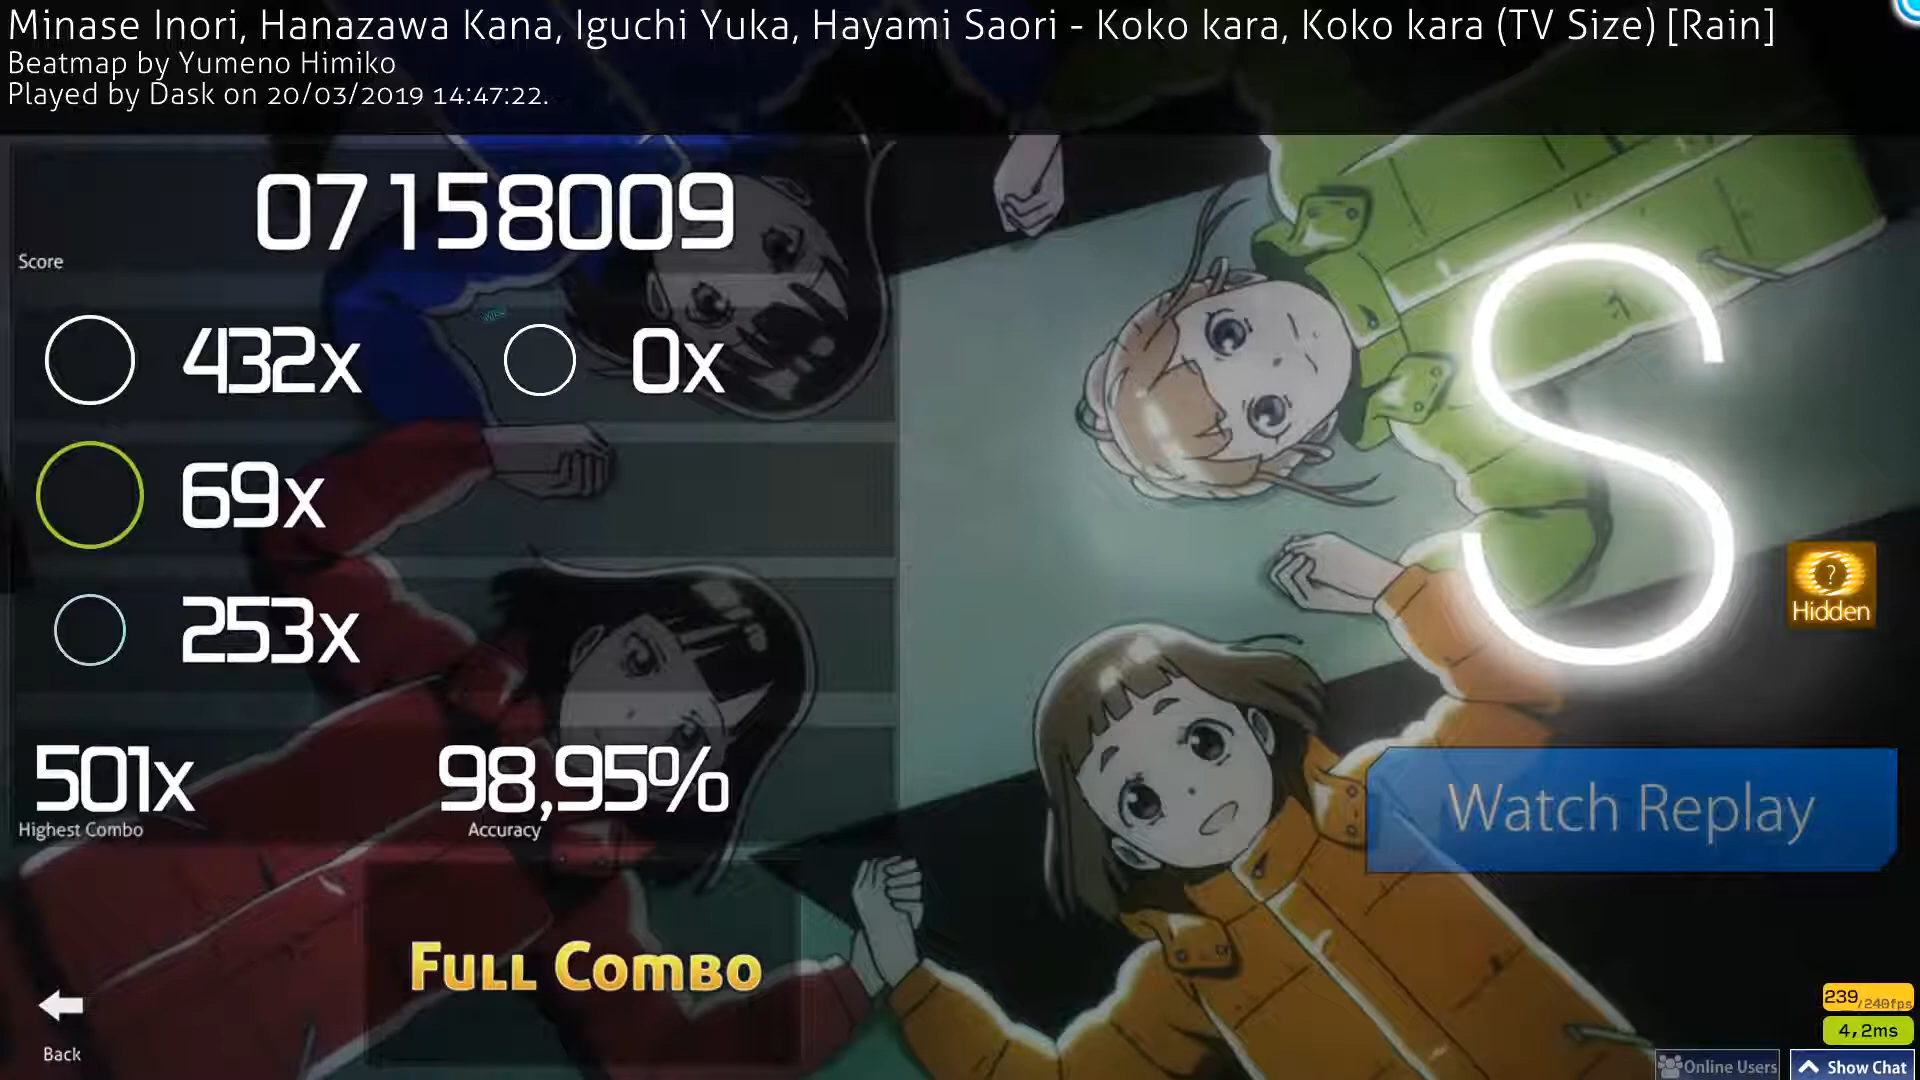 Minase Inori, Hanazawa Kana, Iguchi Yuka, Hayami Saori - Koko kara, Koko kara (TV Size) [Rain]
Beatmap by Yumeno Himiko
Played by Dask on 20/03/2019 14:47:22.
07158009
Score
432x 0x
69x
253x
501x 98,95%
Highest Combo Accuracy
Hidden
Watch Replay
Full Combo
Back
239/240fps
4,2ms
Online Users Show Chat